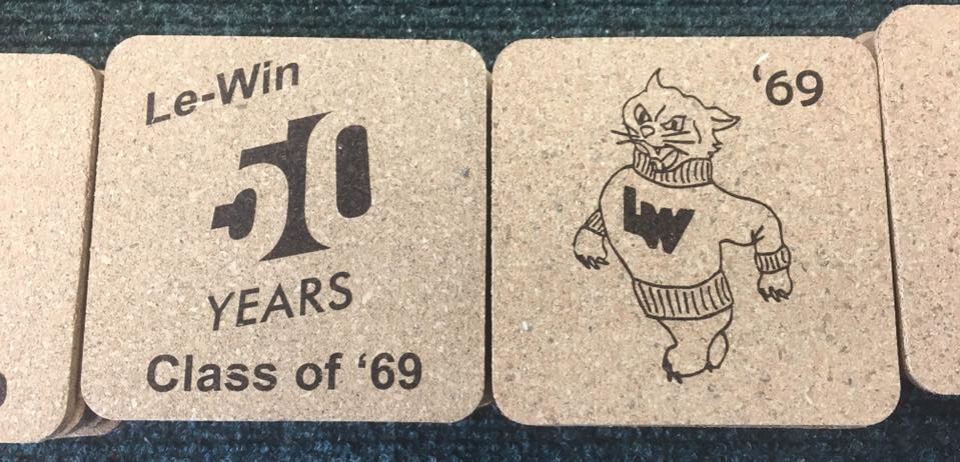 Le-Win
50
YEARS
Class of '69
'69
LW